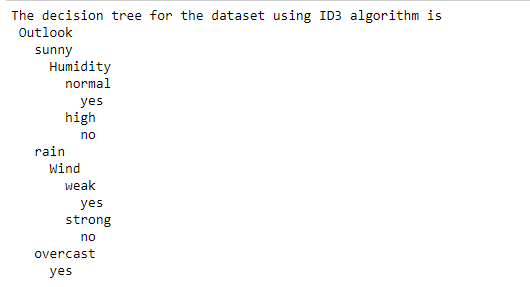 The decision tree for the dataset using ID3 algorithm is
Outlook
sunny
Humidity
normal
yes
high
no
rain
Wind
weak
yes
strong
no
overcast
yes